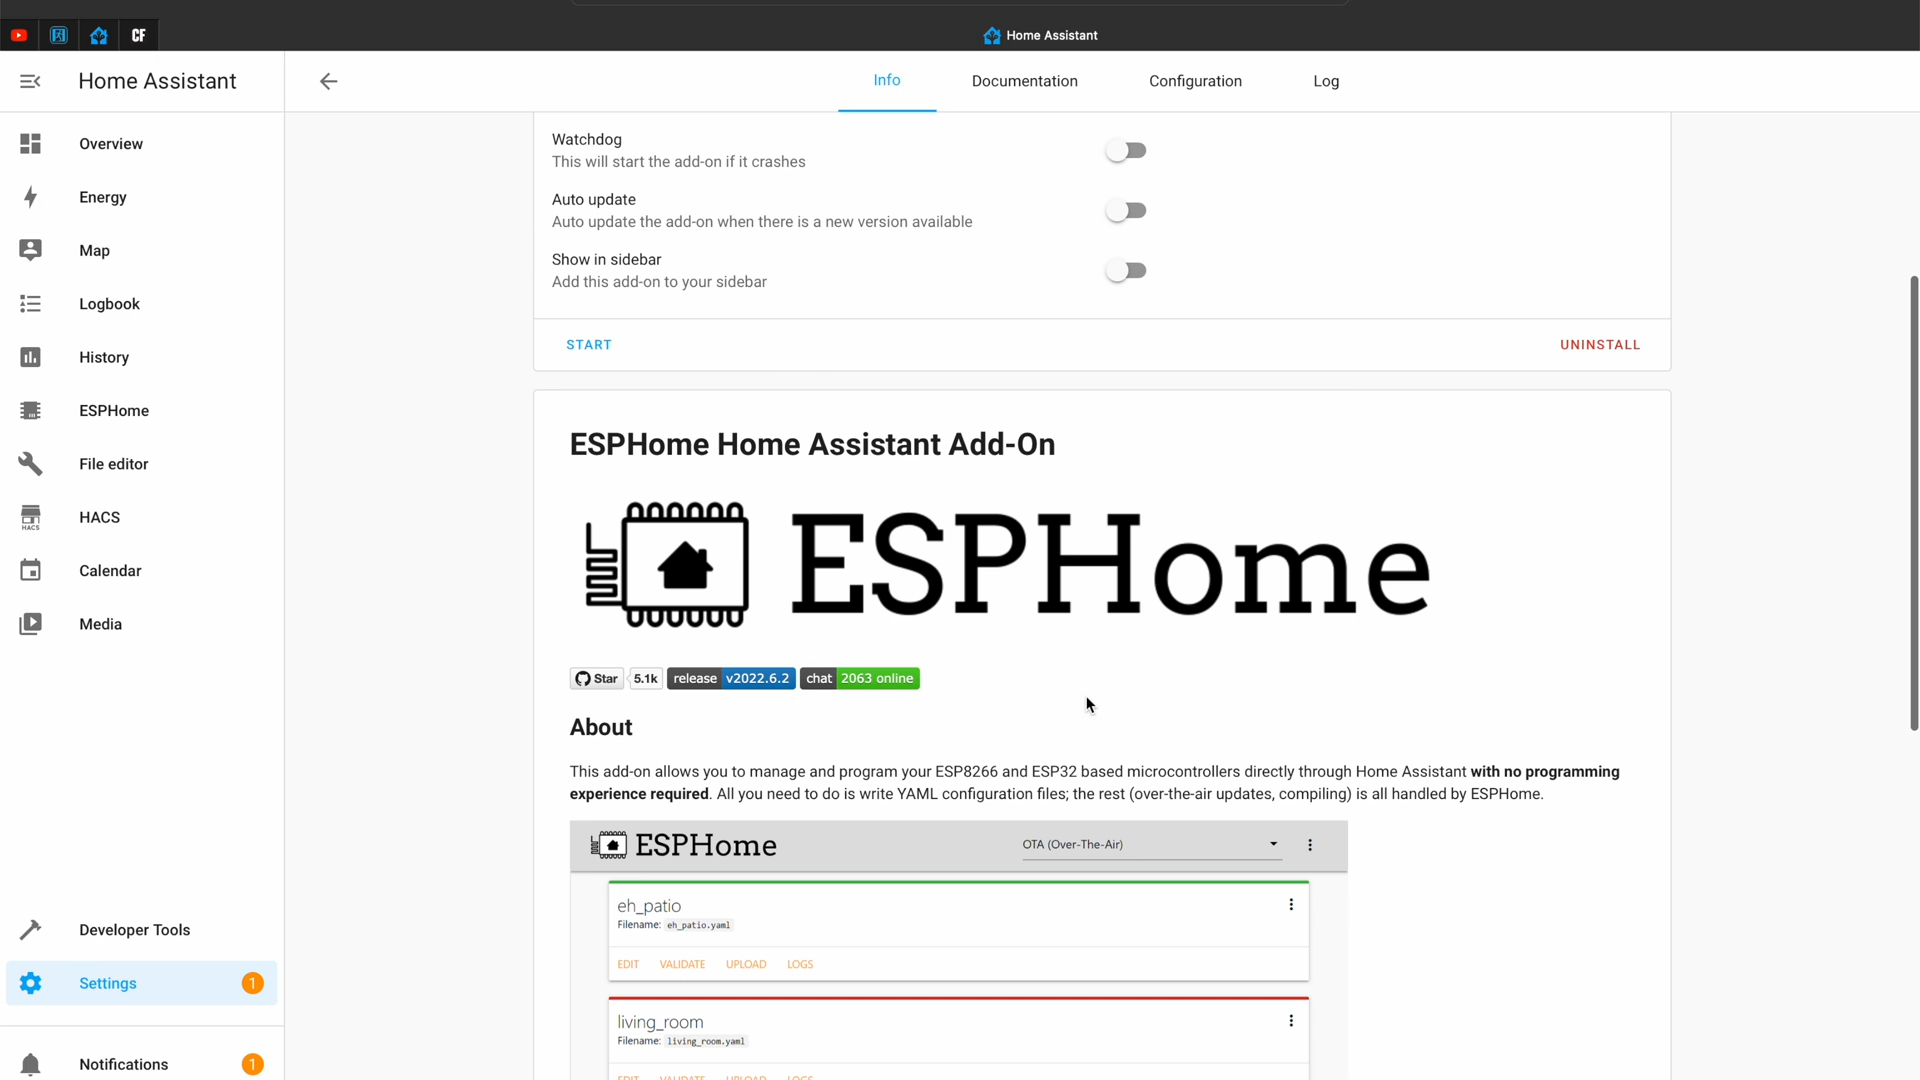 CF
Home Assistant
Home Assistant
Info
Documentation
Configuration
Log
Overview
Energy
Map
Logbook
History
ESPHome
File editor
HACS
HACS
Calendar
Media
Developer Tools
Settings
1
Notifications
1
Watchdog
This will start the add-on if it crashes
Auto update
Auto update the add-on when there is a new version available
Show in sidebar
Add this add-on to your sidebar
START
UNINSTALL
ESPHome Home Assistant Add-On
ESPHome
Star 5.1k release v2022.6.2 chat 2063 online
About
This add-on allows you to manage and program your ESP8266 and ESP32 based microcontrollers directly through Home Assistant with no programming
experience required. All you need to do is write YAML configuration files; the rest (over-the-air updates, compiling) is all handled by ESPHome.
ESPHome
OTA (Over-The-Air)
eh_patio
Filename: eh_patio.yaml
EDIT VALIDATE UPLOAD LOGS
living_room
Filename: living_room.yaml
EDIT VALIDATE UPLOAD LOGS